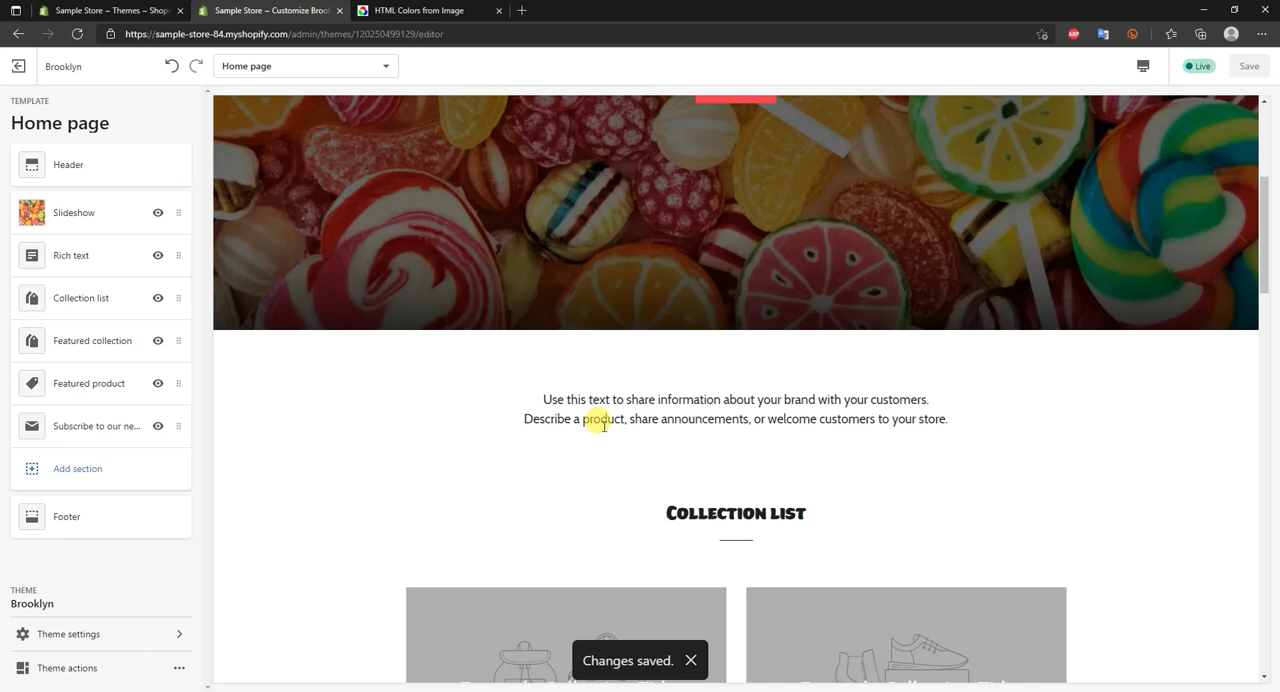 Sample Store ~ Themes ~ Shop
Sample Store ~ Customize Brook
HTML Colors from Image
https://sample-store-84.myshopify.com/admin/themes/120250499129/editor
ABP
Brooklyn
Home page
Live
Save
TEMPLATE
Home page
Header
Slideshow
Rich text
Collection list
Featured collection
Featured product
Subscribe to our ne...
Add section
Footer
THEME
Brooklyn
Theme settings
Theme actions
Use this text to share information about your brand with your customers.
Describe a product, share announcements, or welcome customers to your store.
Collection list
Changes saved.